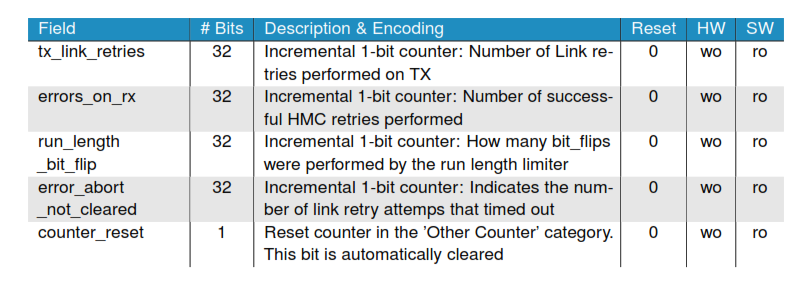 Field # Bits Description & Encoding Reset HW SW
tx_link_retries 32 Incremental 1-bit counter: Number of Link re- 0 wo ro
tries performed on TX
errors_on_rx 32 Incremental 1-bit counter: Number of success- 0 wo ro
ful HMC retries performed
run_length 32 Incremental 1-bit counter: How many bit_flips 0 wo ro
_bit_flip were performed by the run length limiter
error_abort 32 Incremental 1-bit counter: Indicates the num- 0 wo ro
_not_cleared ber of link retry attemps that timed out
counter_reset 1 Reset counter in the ’Other Counter’ category. 0 wo ro
This bit is automatically cleared